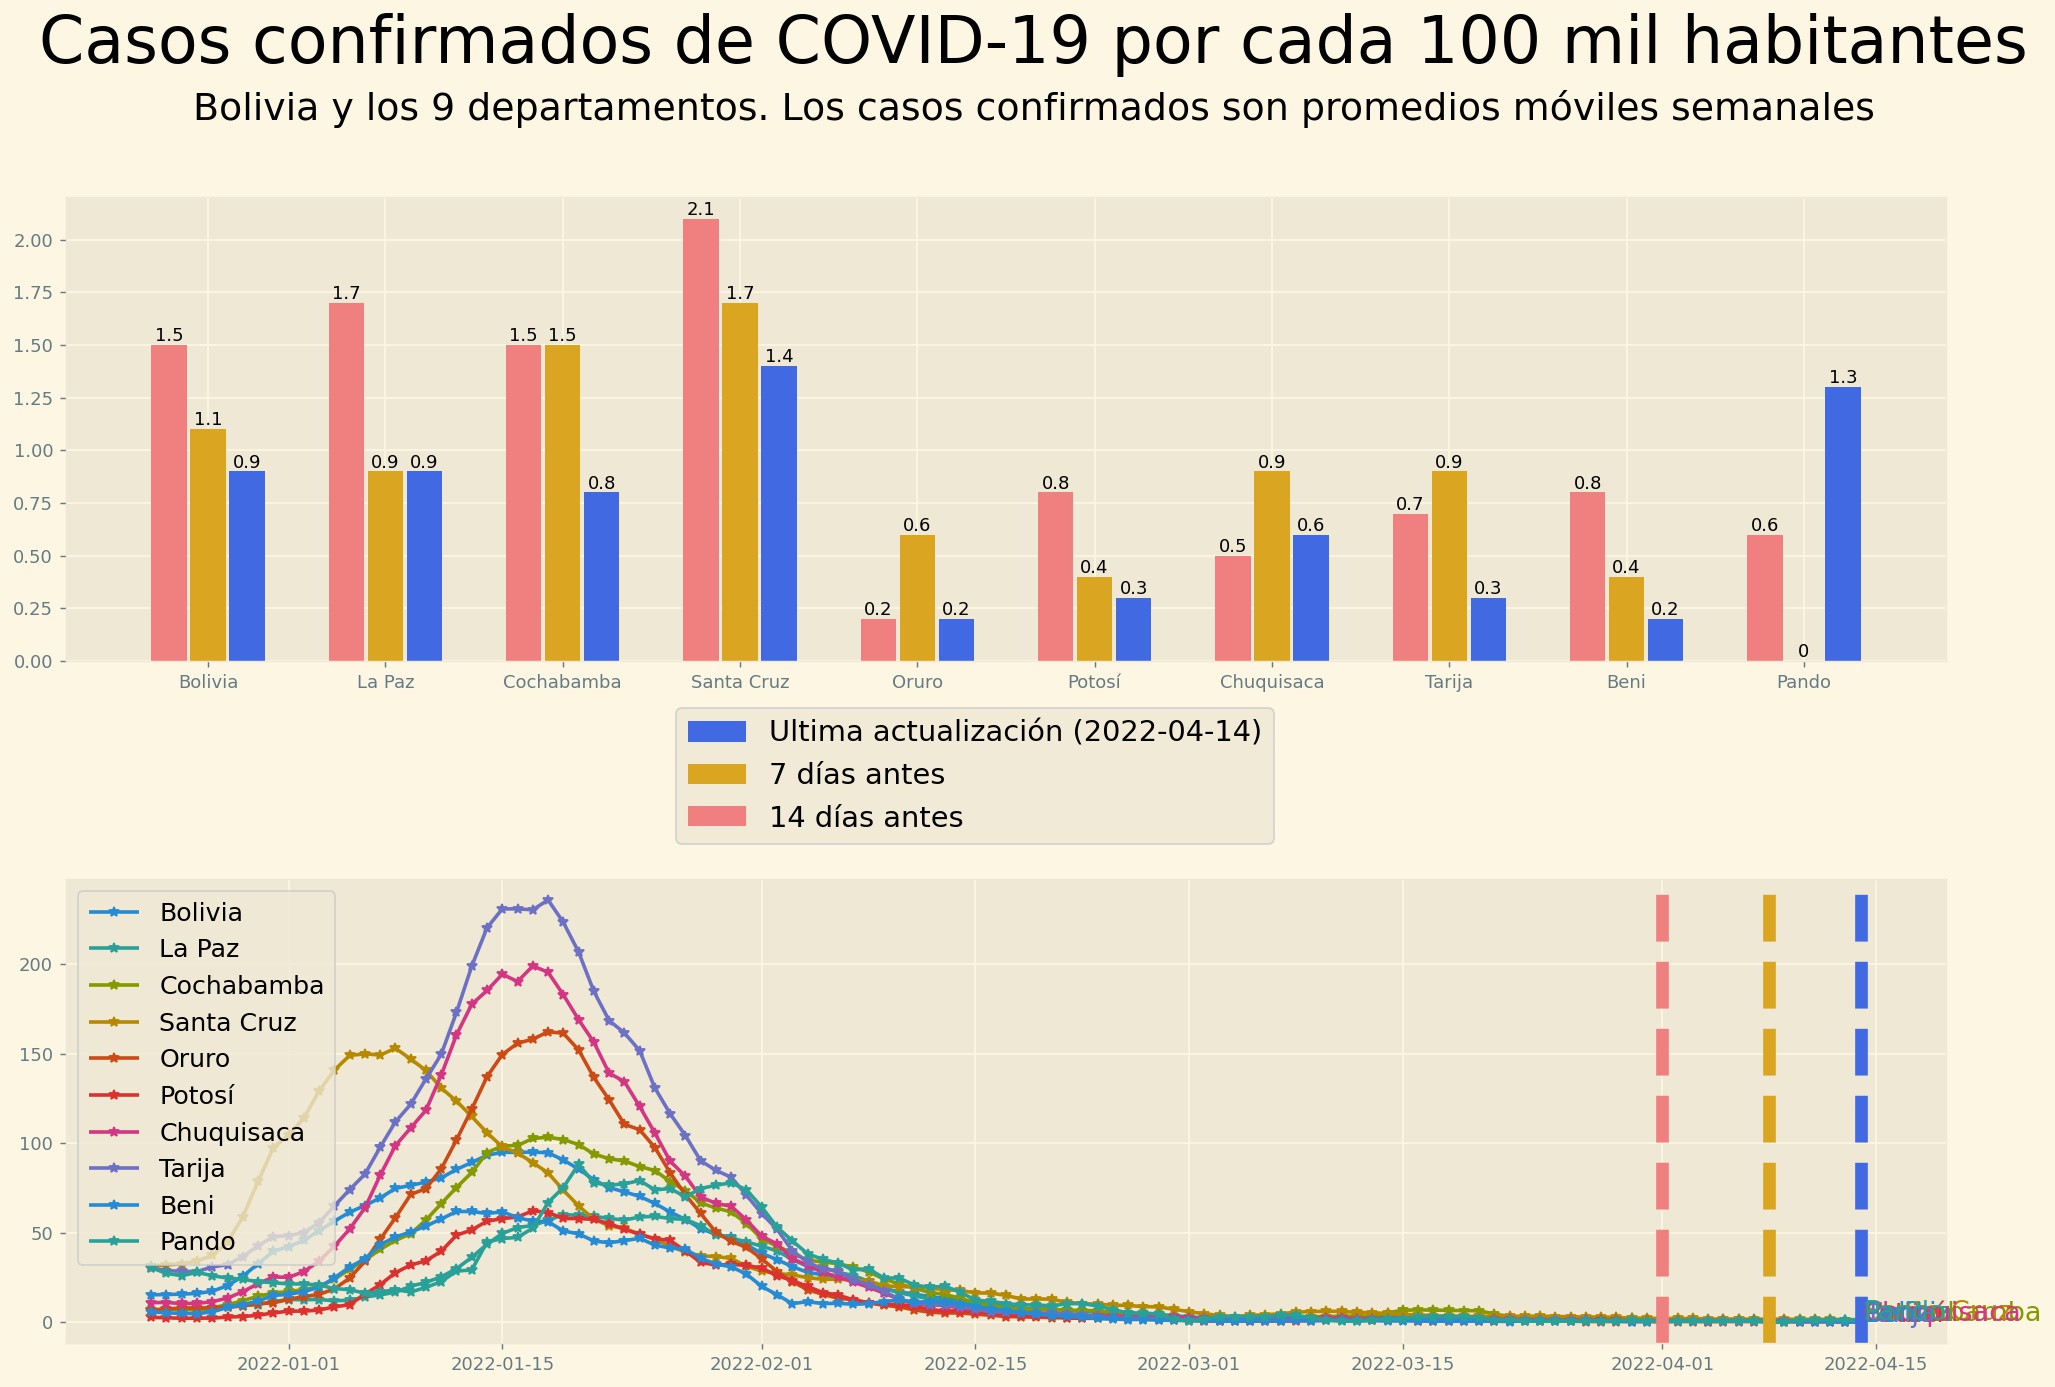 Casos confirmados de COVID-19 por cada 100 mil habitantes
Bolivia y los 9 departamentos. Los casos confirmados son promedios móviles semanales
2.00
1.75
1.50
1.25
1.00
0.75
0.50
0.25
0.00
1.5 1.1 0.9
1.7 0.9 0.9
1.5 1.5 0.8
2.1 1.7 1.4
0.2 0.6 0.2
0.8 0.4 0.3
0.5 0.9 0.6
0.7 0.9 0.3
0.8 0.4 0.2
0.6 0 1.3
Bolivia La Paz Cochabamba Santa Cruz Oruro Potosí Chuquisaca Tarija Beni Pando
Ultima actualización (2022-04-14)
7 días antes
14 días antes
Bolivia
La Paz
Cochabamba
Santa Cruz
Oruro
Potosí
Chuquisaca
Tarija
Beni
Pando
200
150
100
50
0
2022-01-01 2022-01-15 2022-02-01 2022-02-15 2022-03-01 2022-03-15 2022-04-01 2022-04-15